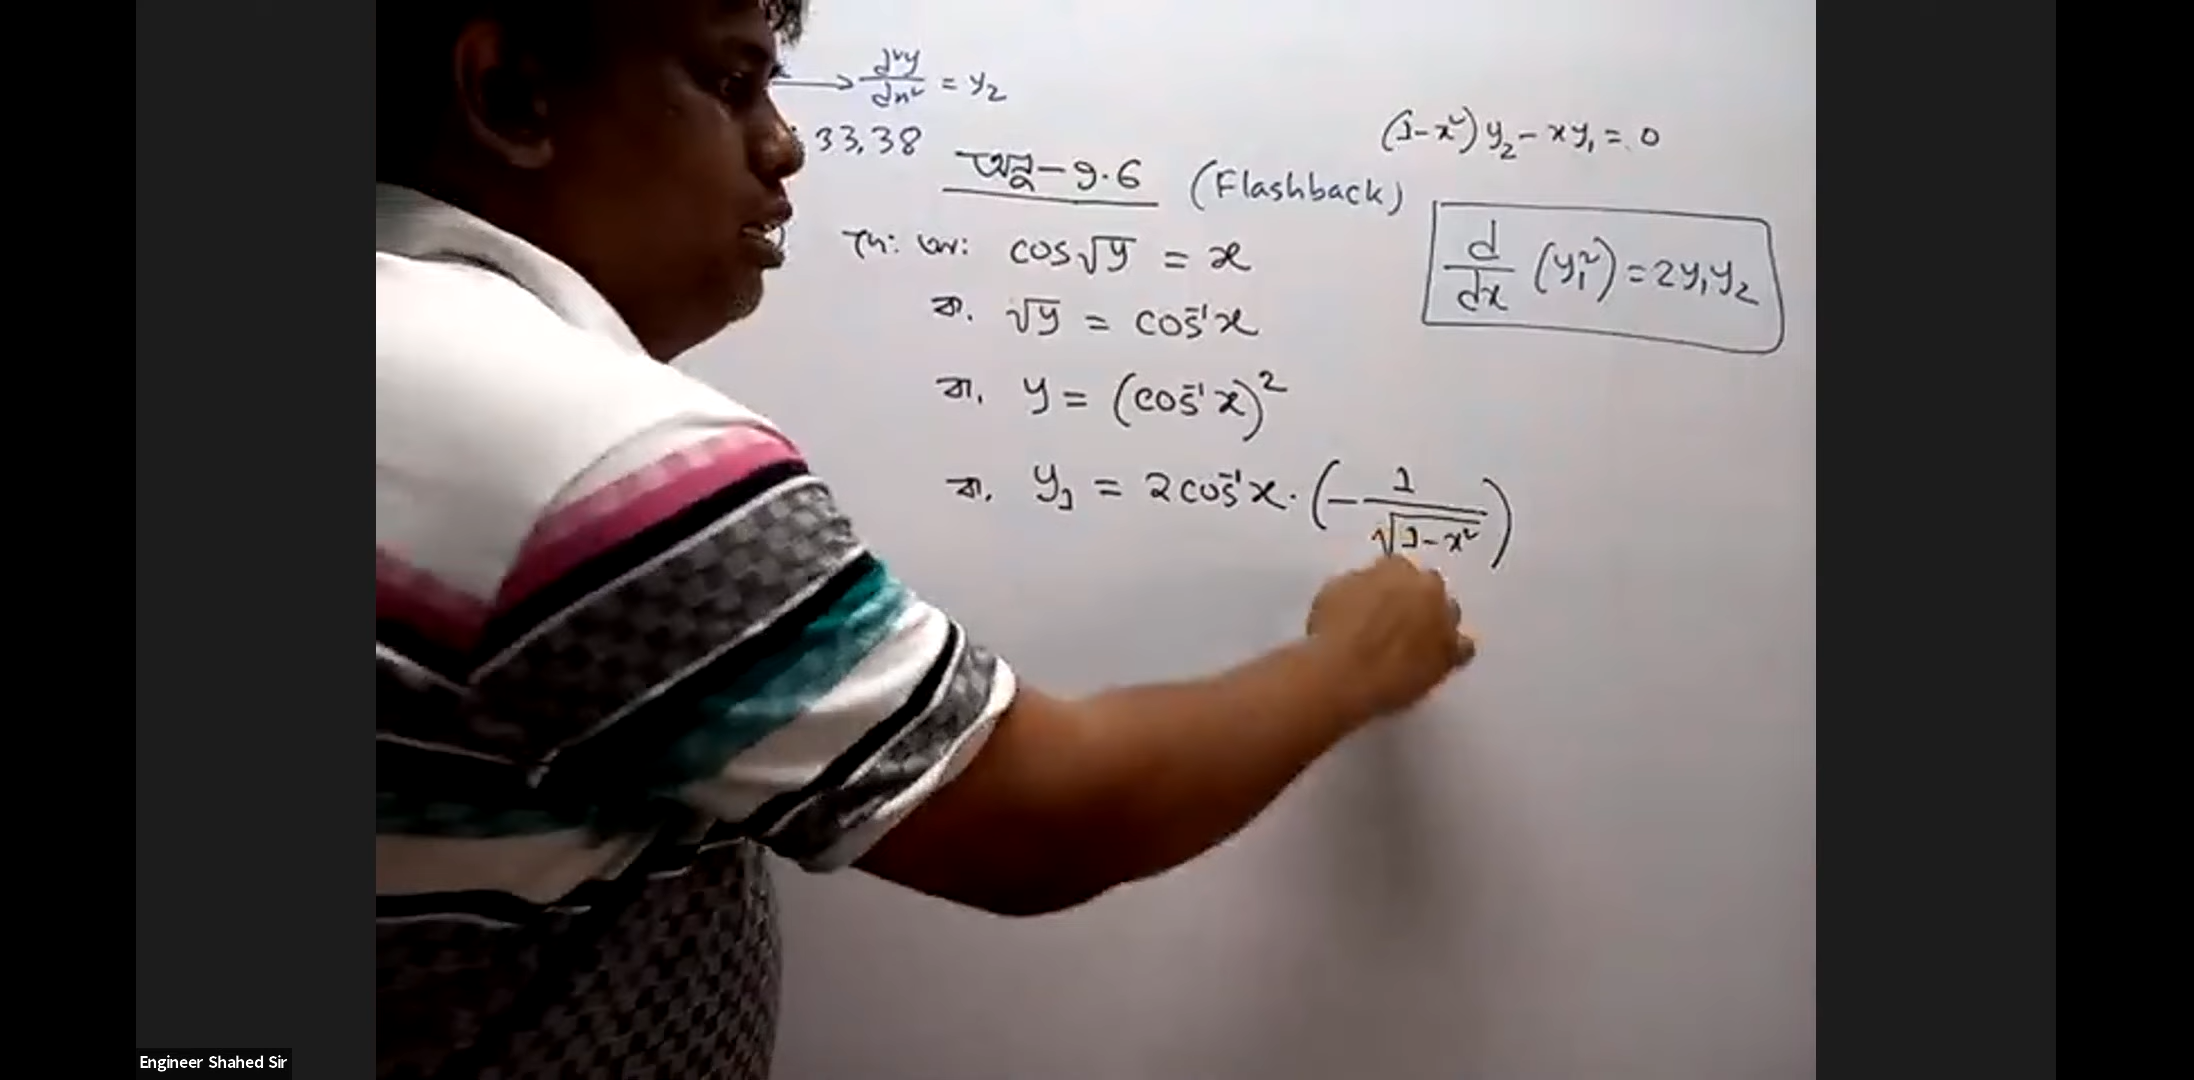 d²y/dx² = y₂
33,38
অনু-৯.6 (Flashback)
(1-x²) y₂ - xy₁ = 0
d/dx (y₁²) = 2y₁y₂
দে: আ: cos√y = x
বা, √y = cos⁻¹x
বা, y = (cos⁻¹x)²
বা, y₁ = 2cos⁻¹x · (- 1/√(1-x²))
Engineer Shahed Sir